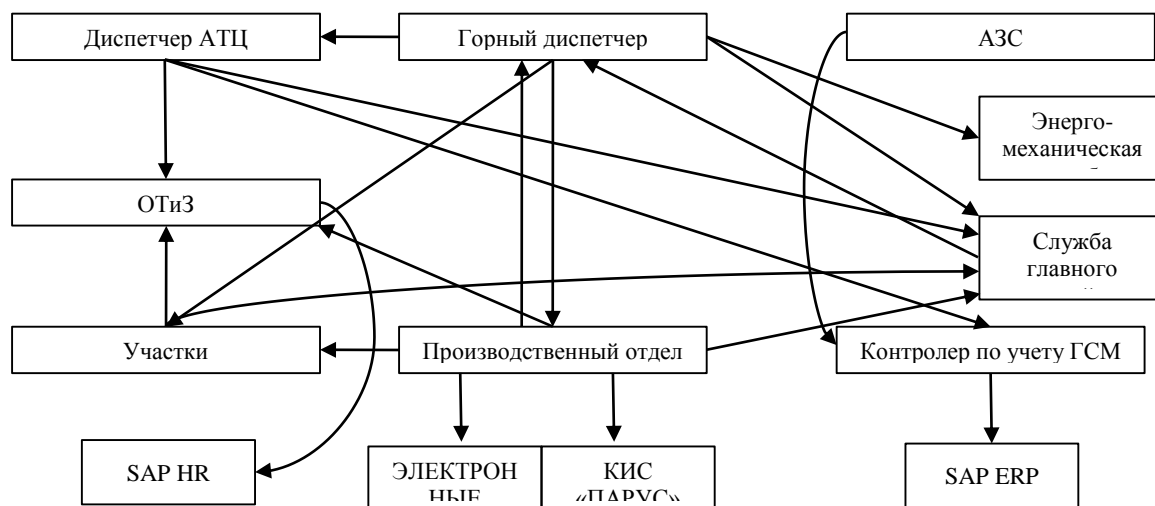 Диспетчер АТЦ
Горный диспетчер
АЗС
Энерго-
механическая
ОТиЗ
Служба
главного
Участки
Производственный отдел
Контролер по учету ГСМ
SAP HR
ЭЛЕКТРОН
НЫЕ
КИС
«ПАРУС»
SAP ERP